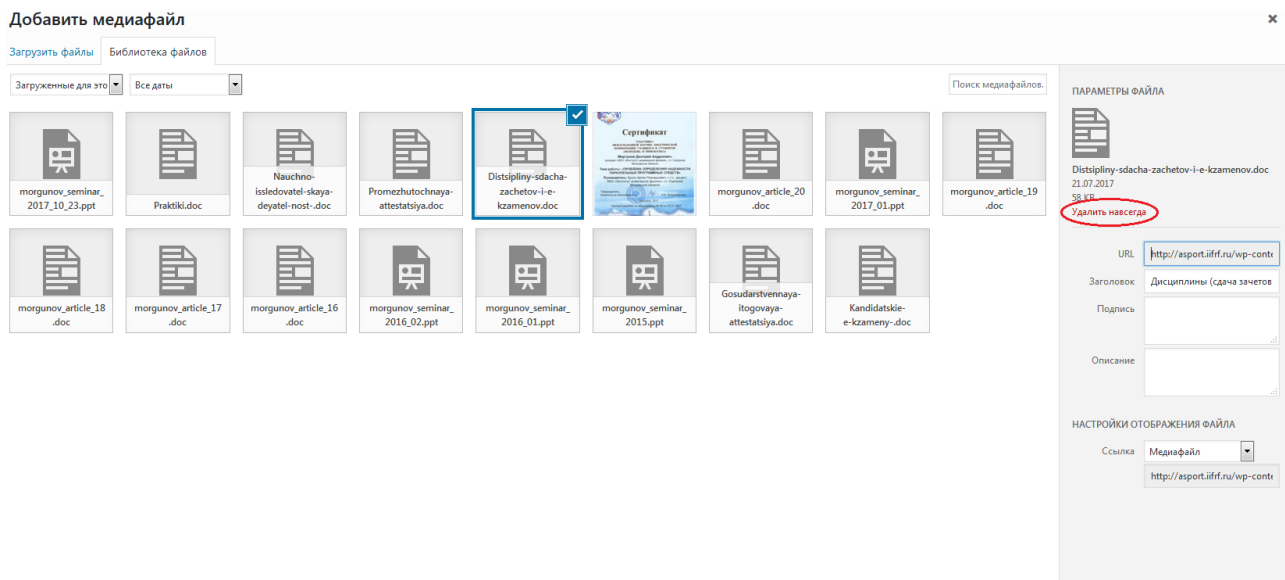 Добавить медиафайл
Загрузить файлы
Библиотека файлов
Загруженные для это
Все даты
Поиск медиафайлов.
morgunov_seminar_
2017_10_23.ppt
Praktiki.doc
Nauchno-
issledovatel-skaya-
deyatel-nost-.doc
Promezhutochnaya-
attestatsiya.doc
Distsipliny-sdacha-
zachetov-i-e-
kzamenov.doc
Сертификат
morgunov_article_20
.doc
morgunov_seminar_
2017_01.ppt
morgunov_article_19
.doc
morgunov_article_18
.doc
morgunov_article_17
.doc
morgunov_article_16
.doc
morgunov_seminar_
2016_02.ppt
morgunov_seminar_
2016_01.ppt
morgunov_seminar_
2015.ppt
Gosudarstvennaya-
itogovaya-
attestatsiya.doc
Kandidatskie-
e-kzameny-.doc
ПАРАМЕТРЫ ФАЙЛА
Distsipliny-sdacha-zachetov-i-e-kzamenov.doc
21.07.2017
58 KB
Удалить навсегда
URL
http://asport.iifrf.ru/wp-conte
Заголовок
Дисциплины (сдача зачетов
Подпись
Описание
НАСТРОЙКИ ОТОБРАЖЕНИЯ ФАЙЛА
Ссылка
Медиафайл
http://asport.iifrf.ru/wp-conte